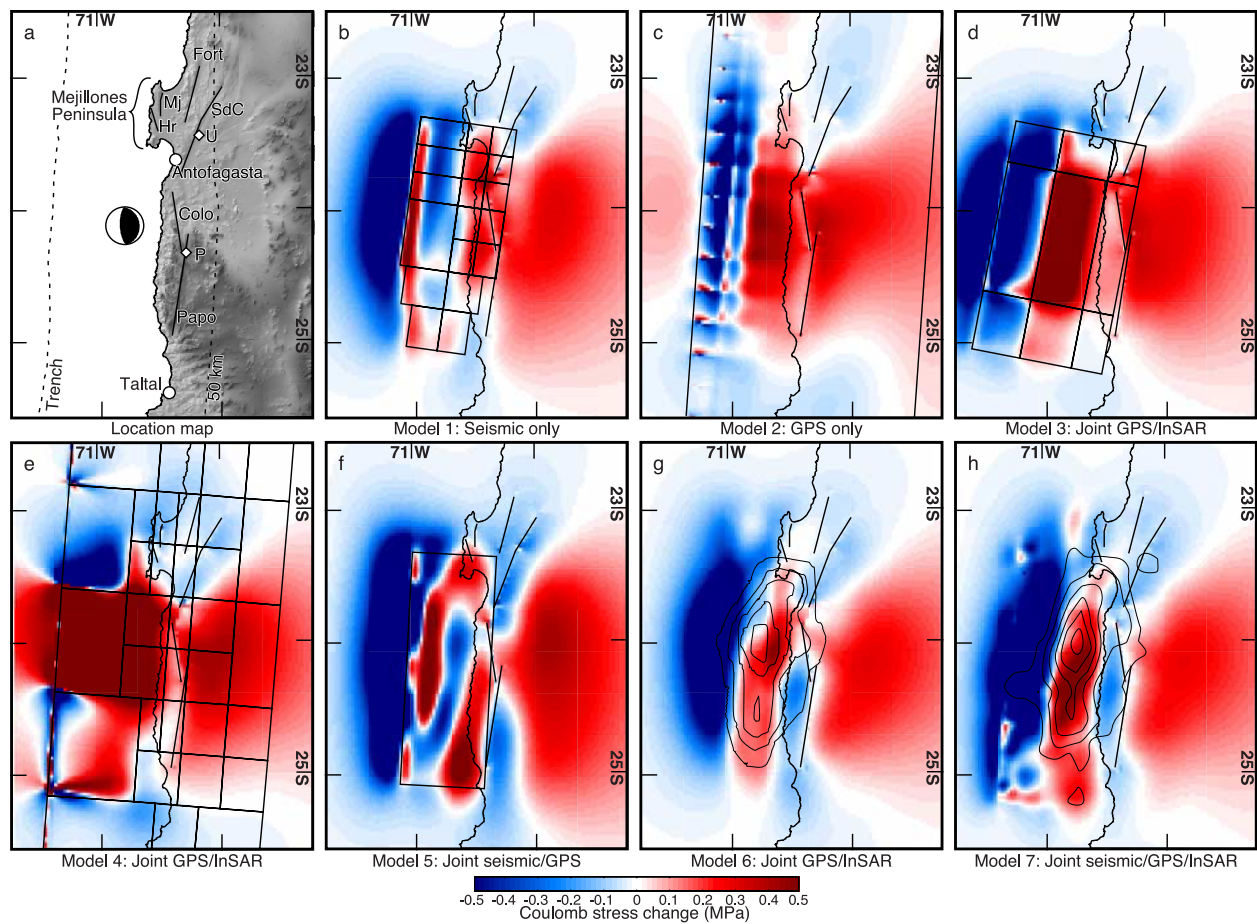 a
71 W
Fort
23 S
Mejillones
Peninsula
Mj
SdC
Hr
U
Antofagasta
Colo
P
Papo
25 S
50 km
Taltal
Trench
Location map
b
71 W
23 S
25 S
Model 1: Seismic only
c
71 W
23 S
25 S
Model 2: GPS only
d
71 W
23 S
25 S
Model 3: Joint GPS/InSAR
e
71 W
23 S
25 S
Model 4: Joint GPS/InSAR
f
71 W
23 S
25 S
Model 5: Joint seismic/GPS
g
71 W
23 S
25 S
Model 6: Joint GPS/InSAR
h
71 W
23 S
25 S
Model 7: Joint seismic/GPS/InSAR
-0.5 -0.4 -0.3 -0.2 -0.1 0 0.1 0.2 0.3 0.4 0.5
Coulomb stress change (MPa)